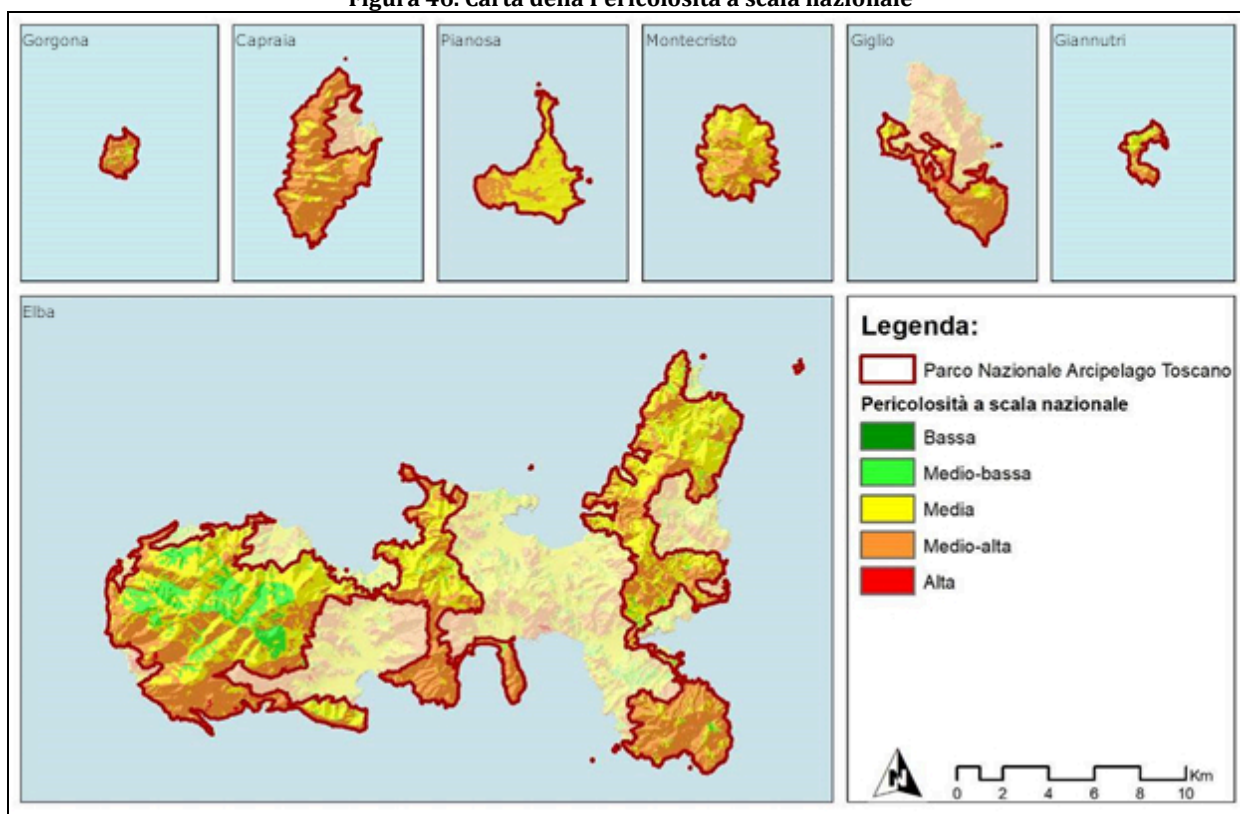 Figura 46. Carta della Pericolosità a scala nazionale
Gorgona
Capraia
Pianosa
Montecristo
Giglio
Giannutri
Elba
Legenda:
Parco Nazionale Arcipelago Toscano
Pericolosità a scala nazionale
Bassa
Medio-bassa
Media
Medio-alta
Alta
N
Km
0 2 4 6 8 10